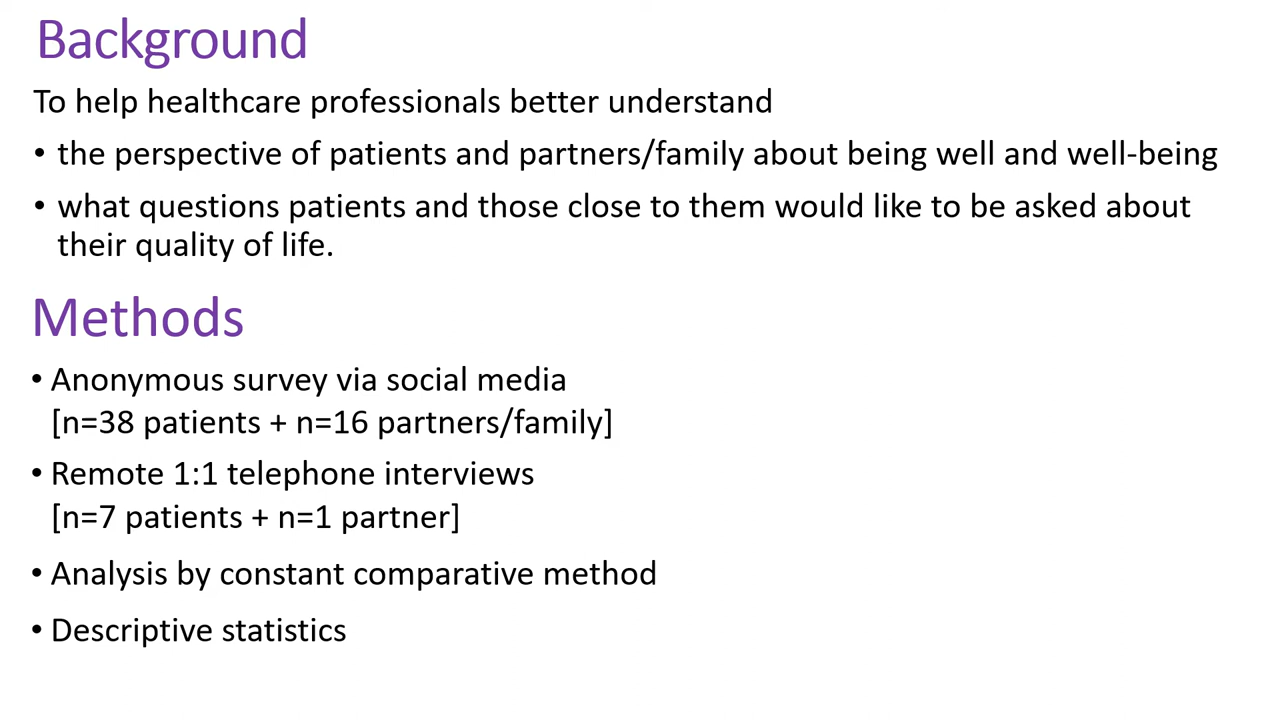 Background
To help healthcare professionals better understand
• the perspective of patients and partners/family about being well and well-being
• what questions patients and those close to them would like to be asked about
their quality of life.
Methods
• Anonymous survey via social media
[n=38 patients + n=16 partners/family]
• Remote 1:1 telephone interviews
[n=7 patients + n=1 partner]
• Analysis by constant comparative method
• Descriptive statistics